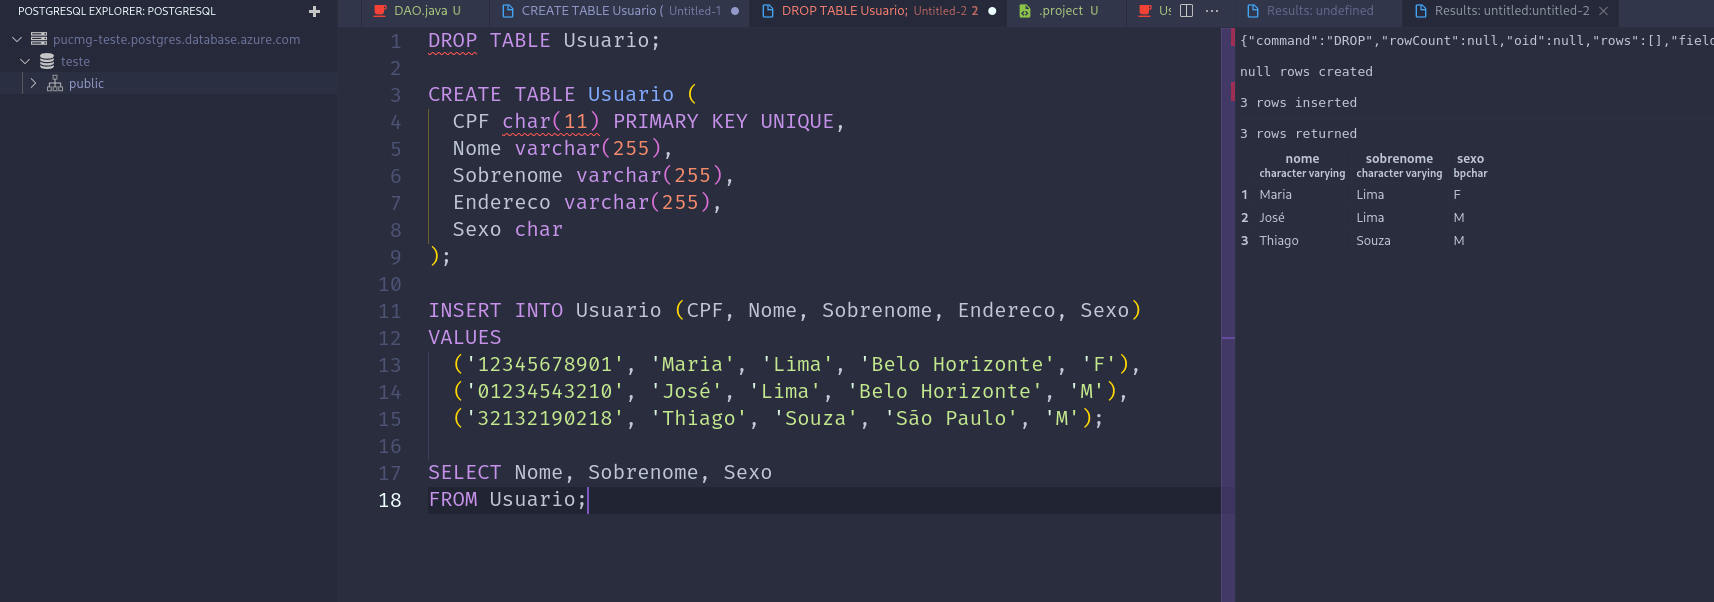 POSTGRESQL EXPLORER: POSTGRESQL
pucmg-teste.postgres.database.azure.com
teste
public
DAO.java U
CREATE TABLE Usuario ( Untitled-1
DROP TABLE Usuario; Untitled-2 2
.project U
Us
1 DROP TABLE Usuario;
2
3 CREATE TABLE Usuario (
4 CPF char(11) PRIMARY KEY UNIQUE,
5 Nome varchar(255),
6 Sobrenome varchar(255),
7 Endereco varchar(255),
8 Sexo char
9 );
10
11 INSERT INTO Usuario (CPF, Nome, Sobrenome, Endereco, Sexo)
12 VALUES
13 ('12345678901', 'Maria', 'Lima', 'Belo Horizonte', 'F'),
14 ('01234543210', 'José', 'Lima', 'Belo Horizonte', 'M'),
15 ('32132190218', 'Thiago', 'Souza', 'São Paulo', 'M');
16
17 SELECT Nome, Sobrenome, Sexo
18 FROM Usuario;
Results: undefined
Results: untitled:untitled-2
{"command":"DROP","rowCount":null,"oid":null,"rows":[],"field
null rows created
3 rows inserted
3 rows returned
nome sobrenome sexo
character varying character varying bpchar
1 Maria Lima F
2 José Lima M
3 Thiago Souza M